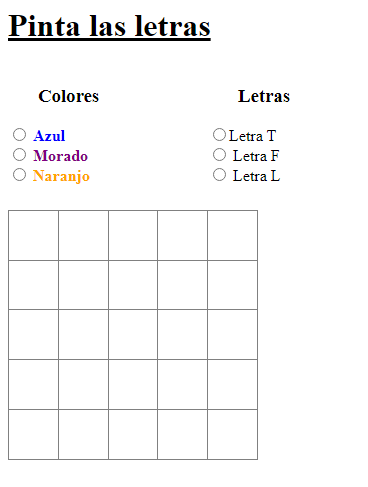 Pinta las letras
Colores Letras
Azul Letra T
Morado Letra F
Naranjo Letra L